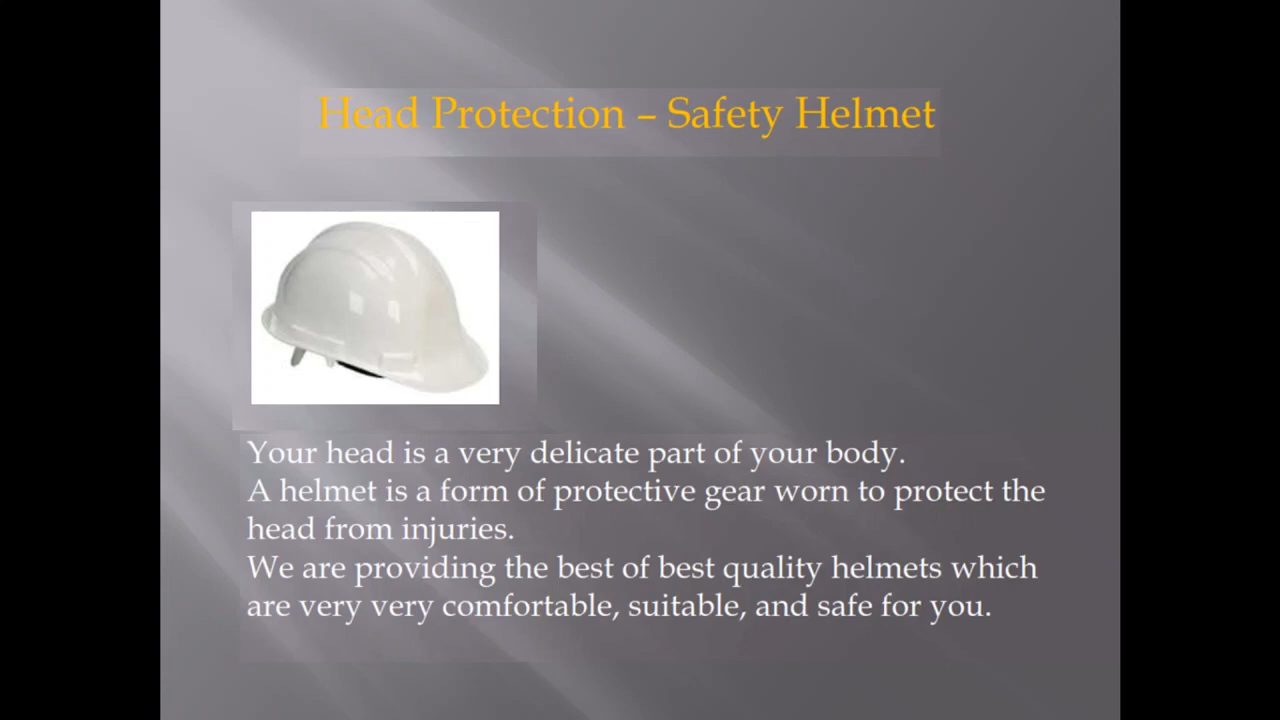 Head Protection – Safety Helmet
Your head is a very delicate part of your body.
A helmet is a form of protective gear worn to protect the
head from injuries.
We are providing the best of best quality helmets which
are very very comfortable, suitable, and safe for you.